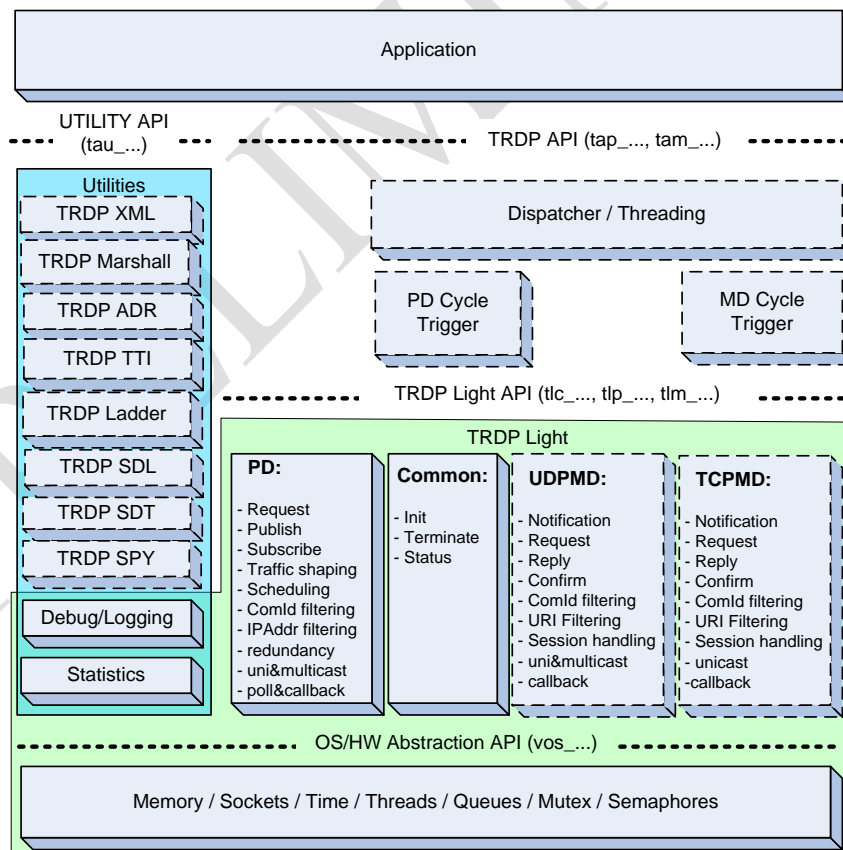 Application
UTILITY API
(tau_...)
TRDP API (tap_..., tam_...)
Utilities
TRDP XML
TRDP Marshall
TRDP ADR
TRDP TTI
TRDP Ladder
TRDP SDL
TRDP SDT
TRDP SPY
Debug/Logging
Statistics
Dispatcher / Threading
PD Cycle
Trigger
MD Cycle
Trigger
TRDP Light API (tlc_..., tlp_..., tlm_...)
TRDP Light
PD:
- Request
- Publish
- Subscribe
- Traffic shaping
- Scheduling
- ComId filtering
- IPAddr filtering
- redundancy
- uni&multicast
- poll&callback
Common:
- Init
- Terminate
- Status
UDPMD:
- Notification
- Request
- Reply
- Confirm
- ComId filtering
- URI Filtering
- Session handling
- uni&multicast
- callback
TCPMD:
- Notification
- Request
- Reply
- Confirm
- ComId filtering
- URI Filtering
- Session handling
- unicast
-callback
OS/HW Abstraction API (vos_...)
Memory / Sockets / Time / Threads / Queues / Mutex / Semaphores